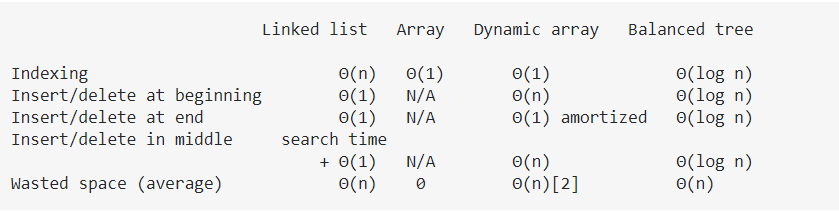 Linked list Array Dynamic array Balanced tree
Indexing Θ(n) Θ(1) Θ(1) Θ(log n)
Insert/delete at beginning Θ(1) N/A Θ(n) Θ(log n)
Insert/delete at end Θ(1) N/A Θ(1) amortized Θ(log n)
Insert/delete in middle search time
+ Θ(1) N/A Θ(n) Θ(log n)
Wasted space (average) Θ(n) 0 Θ(n)[2] Θ(n)